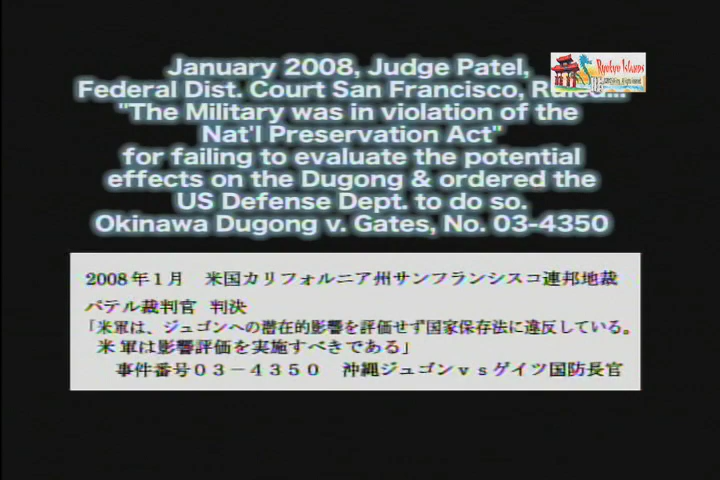 January 2008, Judge Patel,
Federal Dist. Court San Francisco, Ruled...
"The Military was in violation of the
Nat'l Preservation Act"
for failing to evaluate the potential
effects on the Dugong & ordered the
US Defense Dept. to do so.
Okinawa Dugong v. Gates, No. 03-4350
Ryukyu Islands
2008年1月 米国カリフォルニア州サンフランシスコ連邦地裁
パテル裁判官 判決
「米軍は、ジュゴンへの潜在的影響を評価せず国家保存法に違反している。
米軍は影響評価を実施すべきである」
事件番号03-4350 沖縄ジュゴンvsゲイツ国防長官